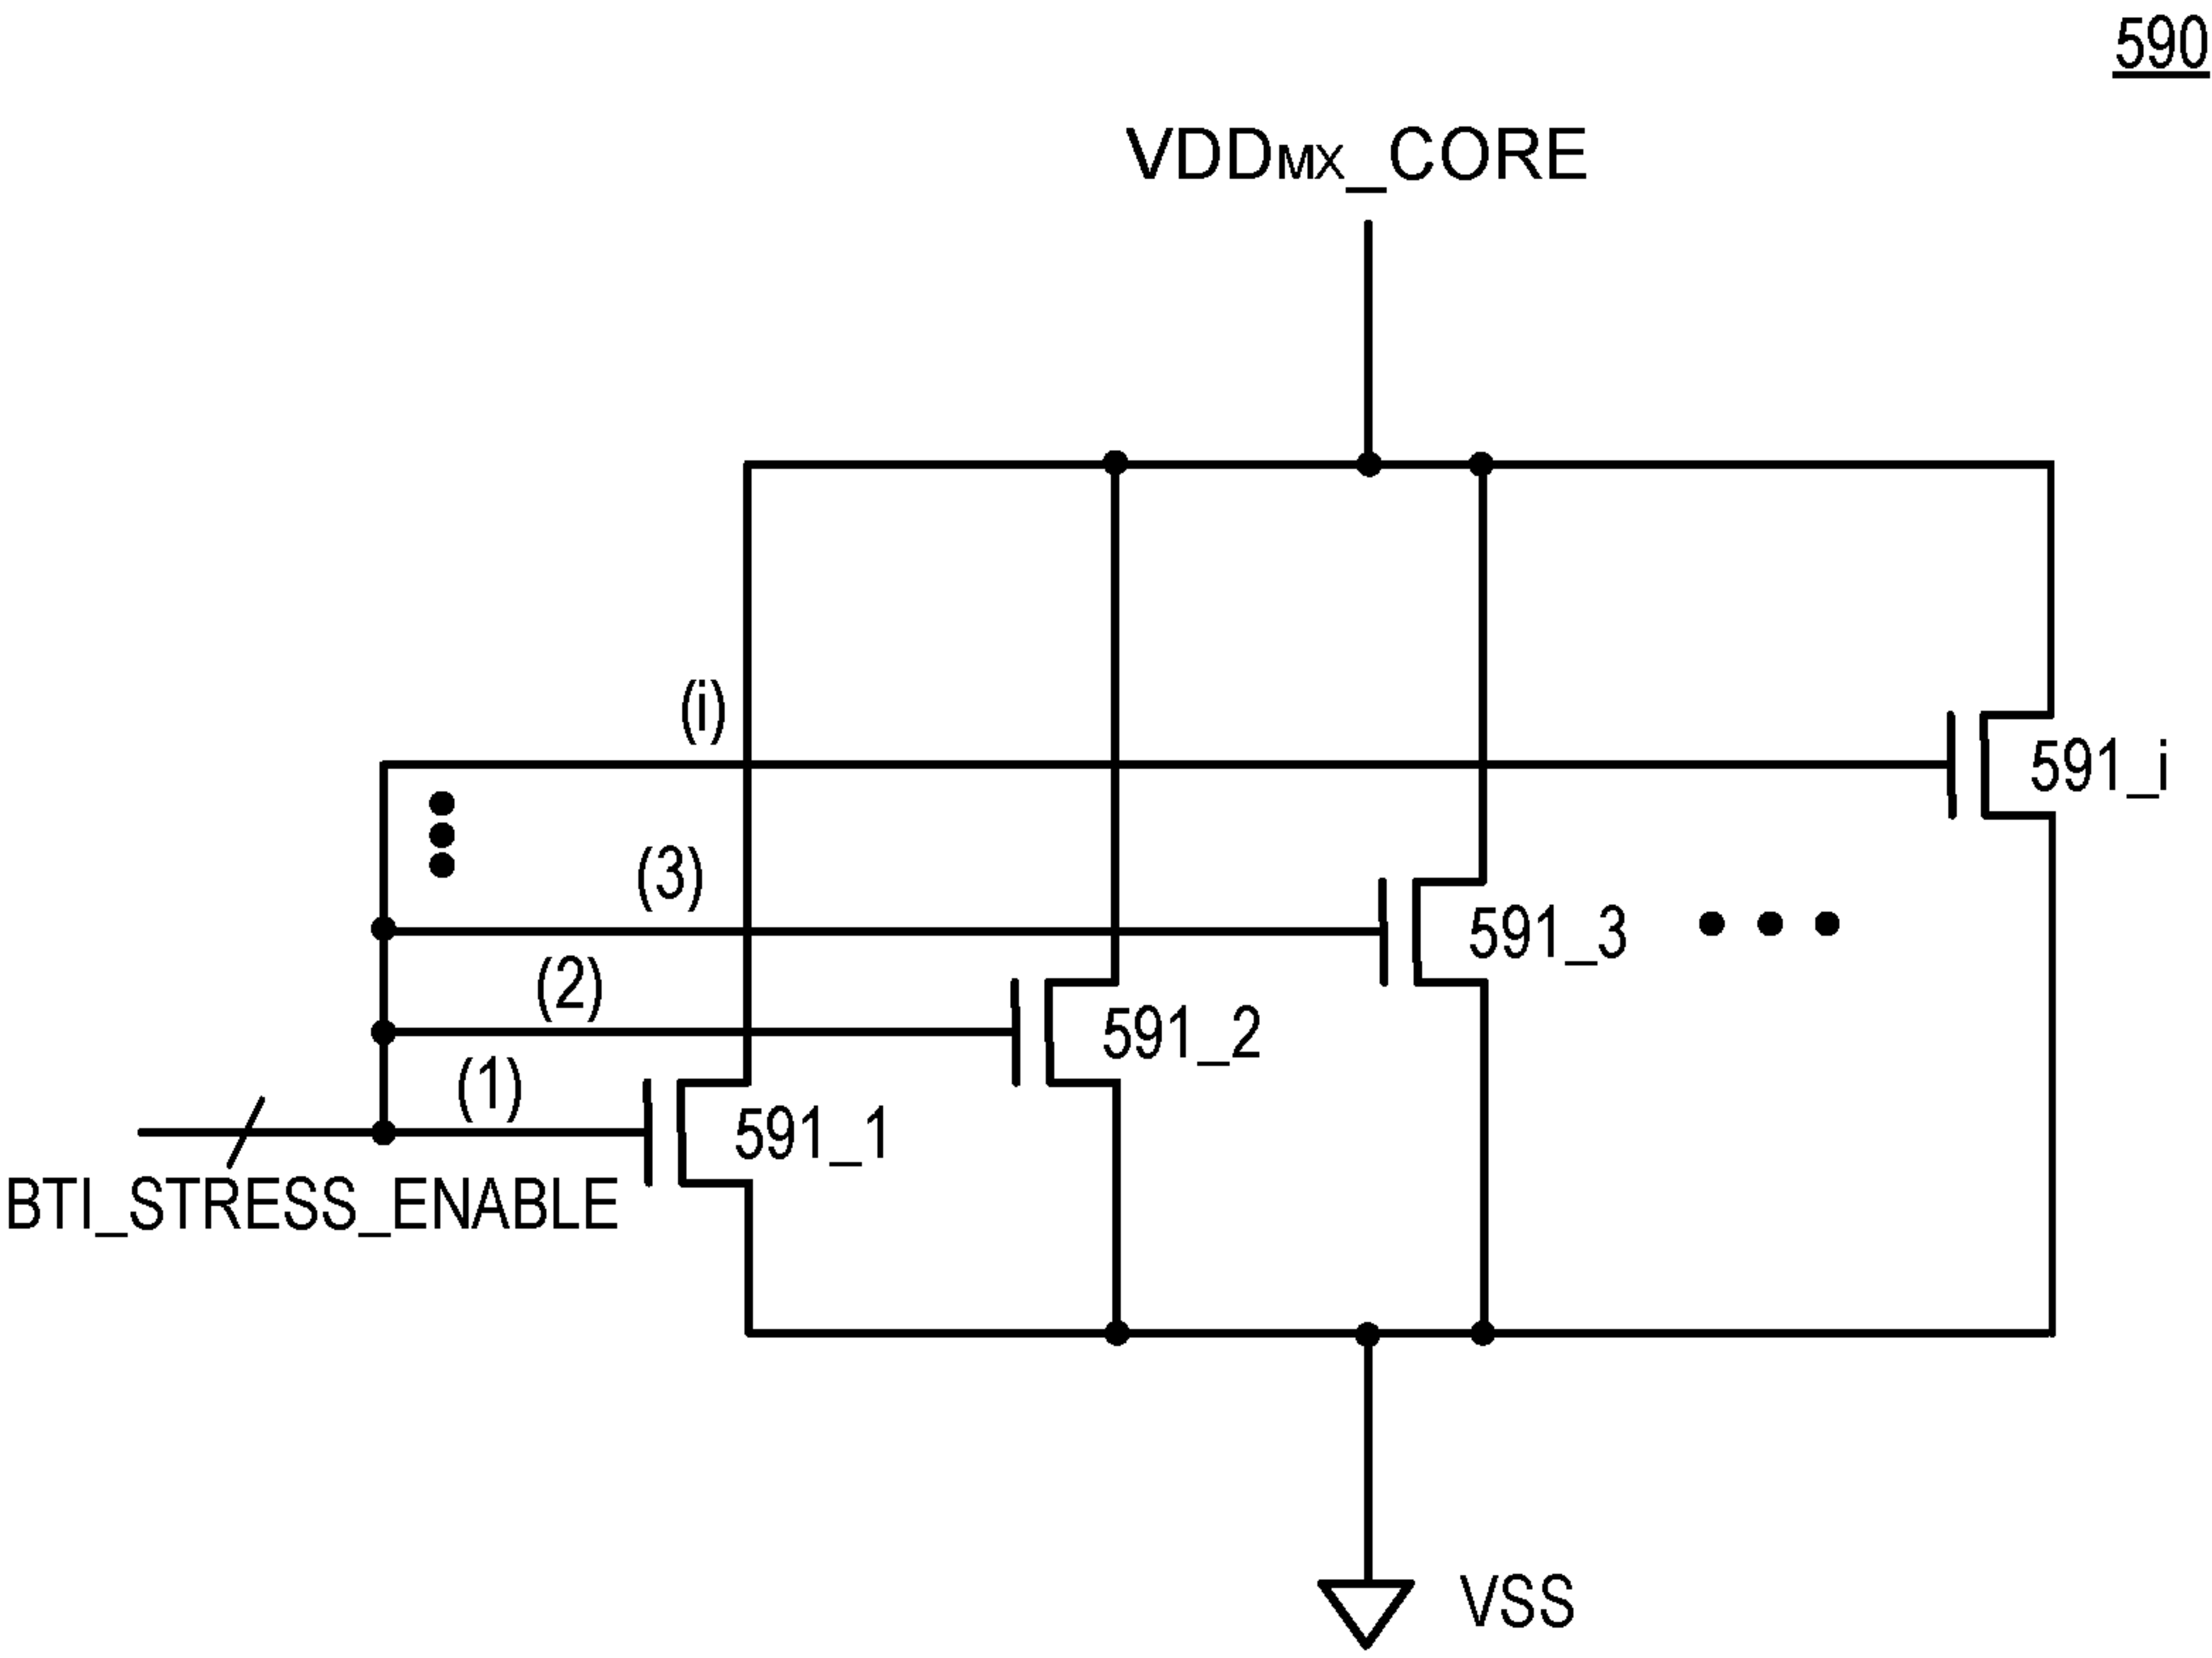 590
VDDMX_CORE
(i)
591_i
(3)
591_3
(2)
591_2
(1)
591_1
BTI_STRESS_ENABLE
VSS